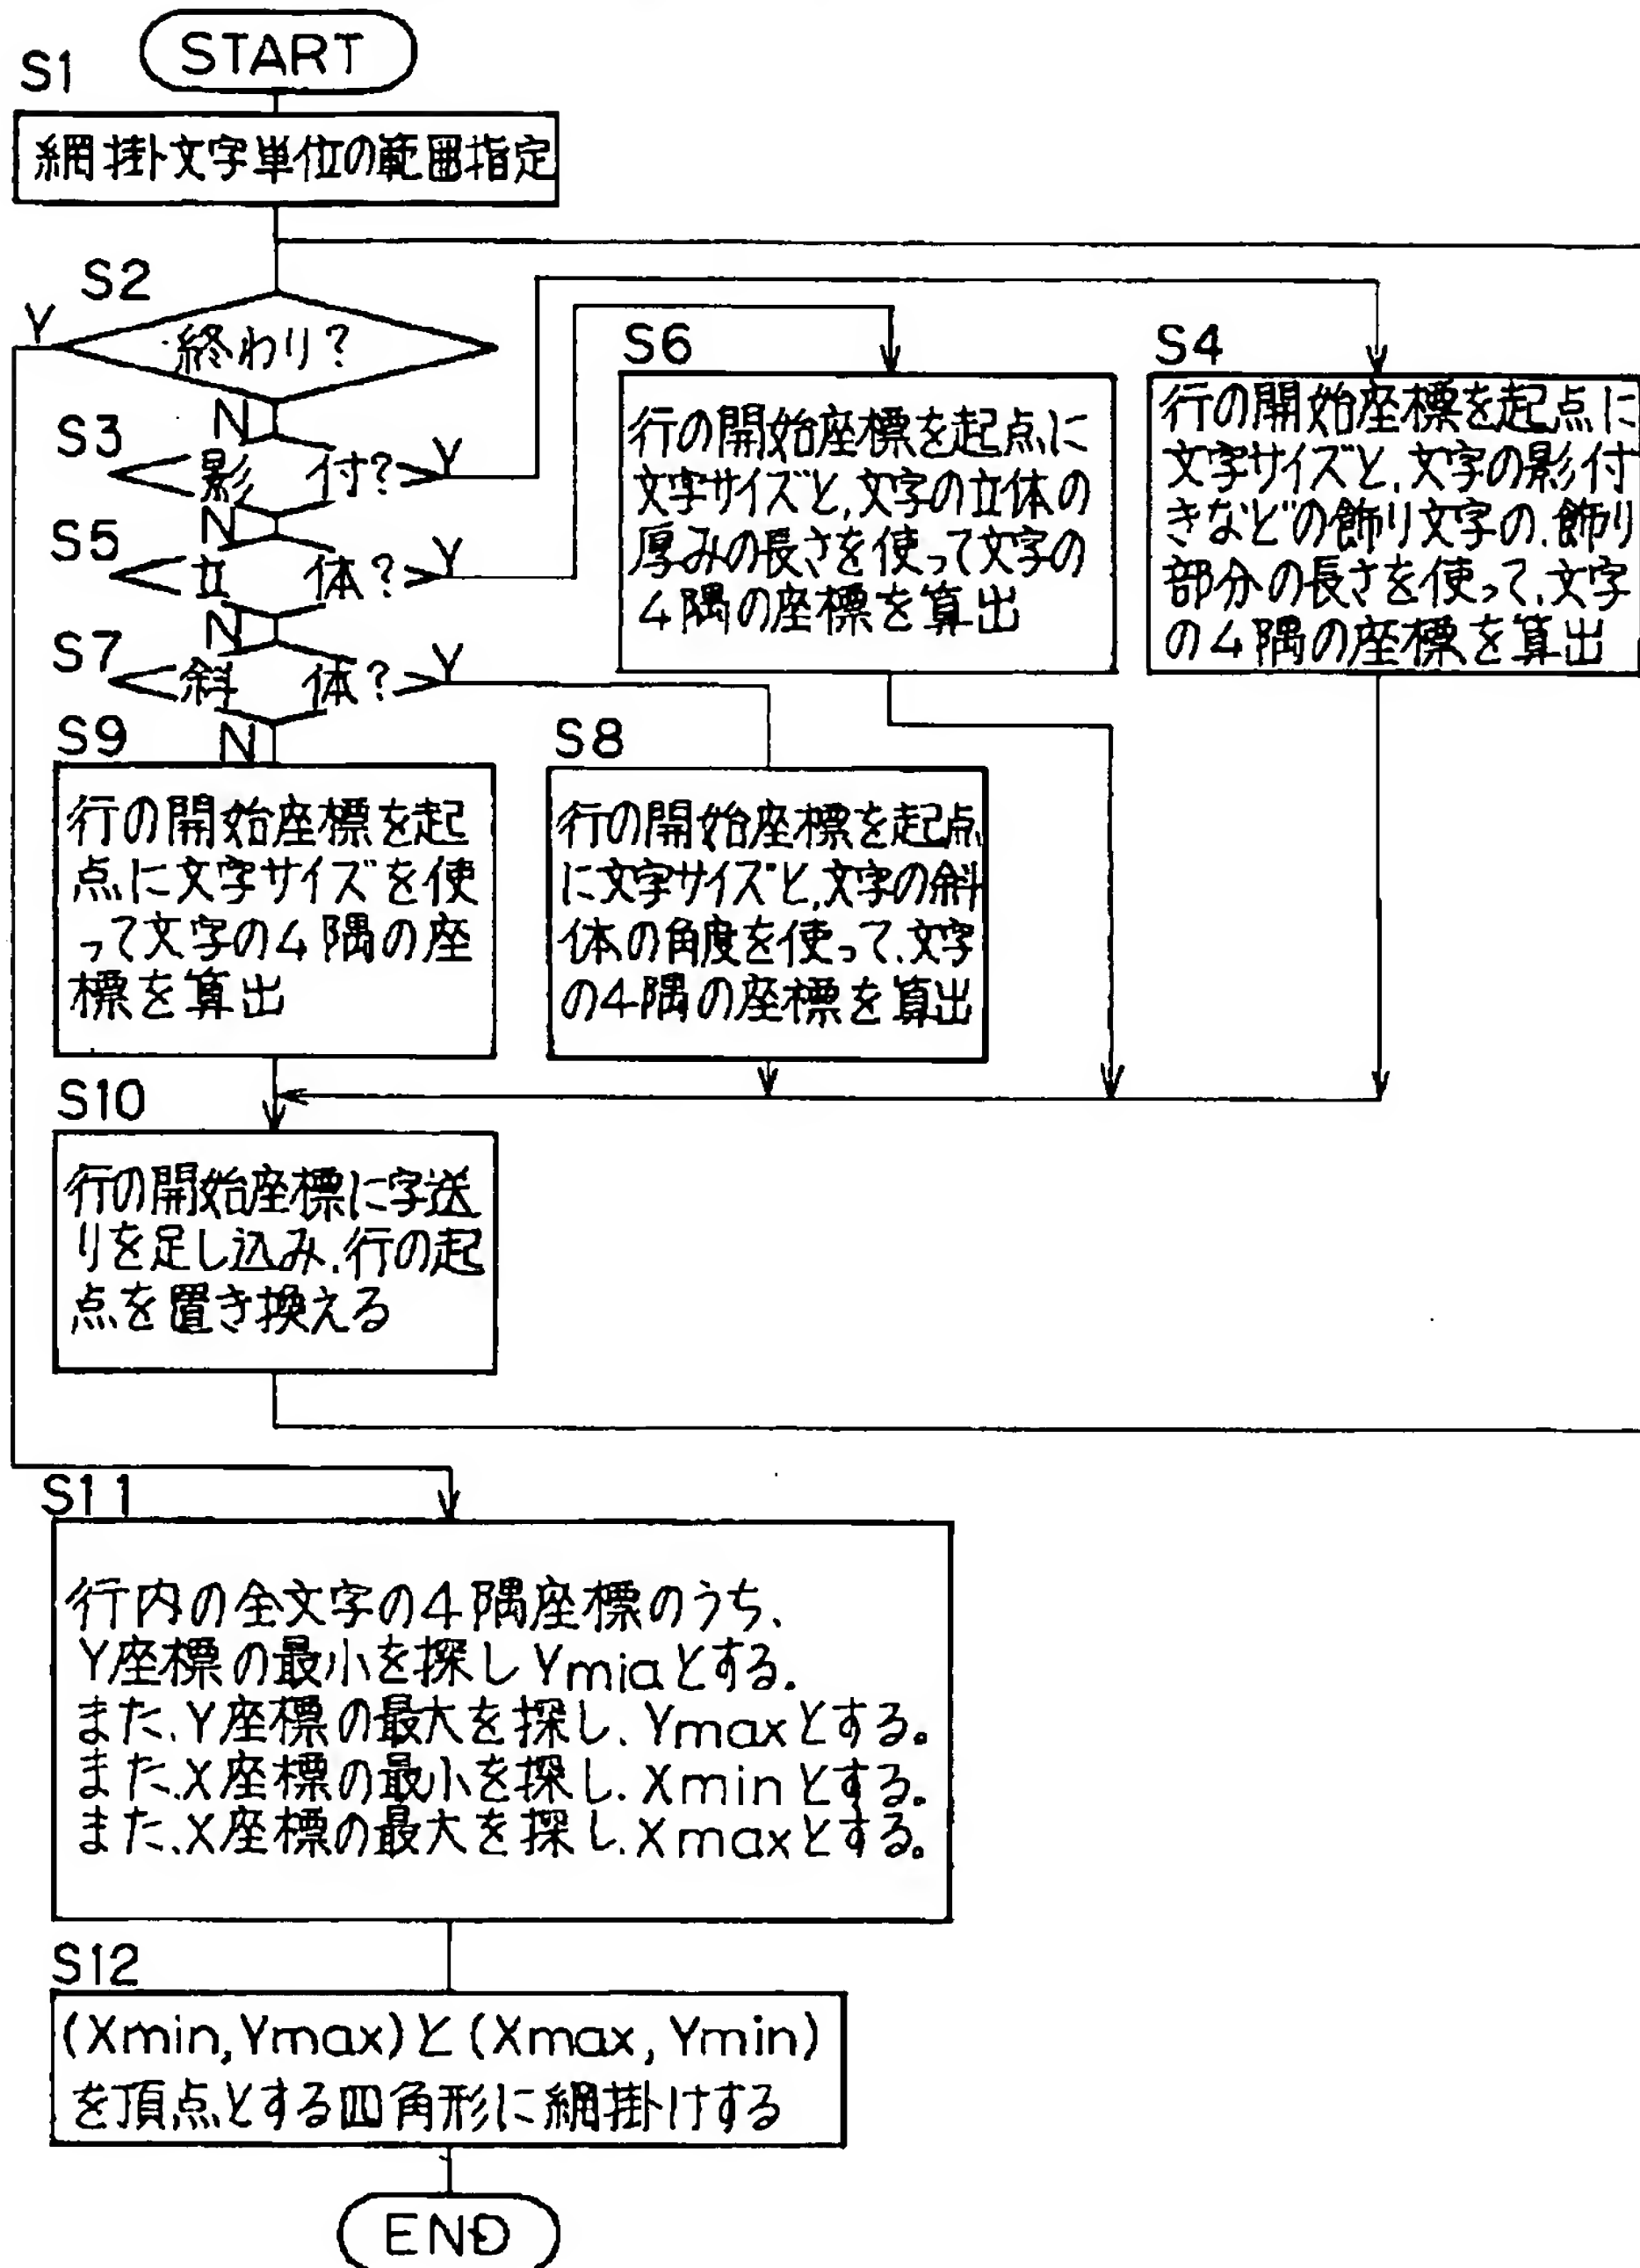 START
S1
網掛文字単位の範囲指定
S2
終わり?
Y
N
S3
影 付?
Y
N
S5
立 体?
Y
N
S7
斜 体?
Y
N
S6
行の開始座標を起点に
文字サイズと,文字の立体の
厚みの長さを使って文字の
4隅の座標を算出
S4
行の開始座標を起点に
文字サイズと、文字の影付
きなどの飾り文字の、飾り
部分の長さを使って、文字
の4隅の座標を算出
S9
行の開始座標を起
点に文字サイズを使
って文字の4隅の座
標を算出
S8
行の開始座標を起点
に文字サイズと,文字の斜
体の角度を使って、文字
の4隅の座標を算出
S10
行の開始座標に字送
りを足し込み、行の起
点を置き換える
S11
行内の全文字の4隅座標のうち、
Y座標の最小を探しYmiaとする.
また、Y座標の最大を探し、Ymaxとする。
また、X座標の最小を探し、Xminとする。
また、X座標の最大を探し、Xmaxとする。
S12
(Xmin,Ymax)と(Xmax,Ymin)
を頂点とする四角形に網掛けする
END